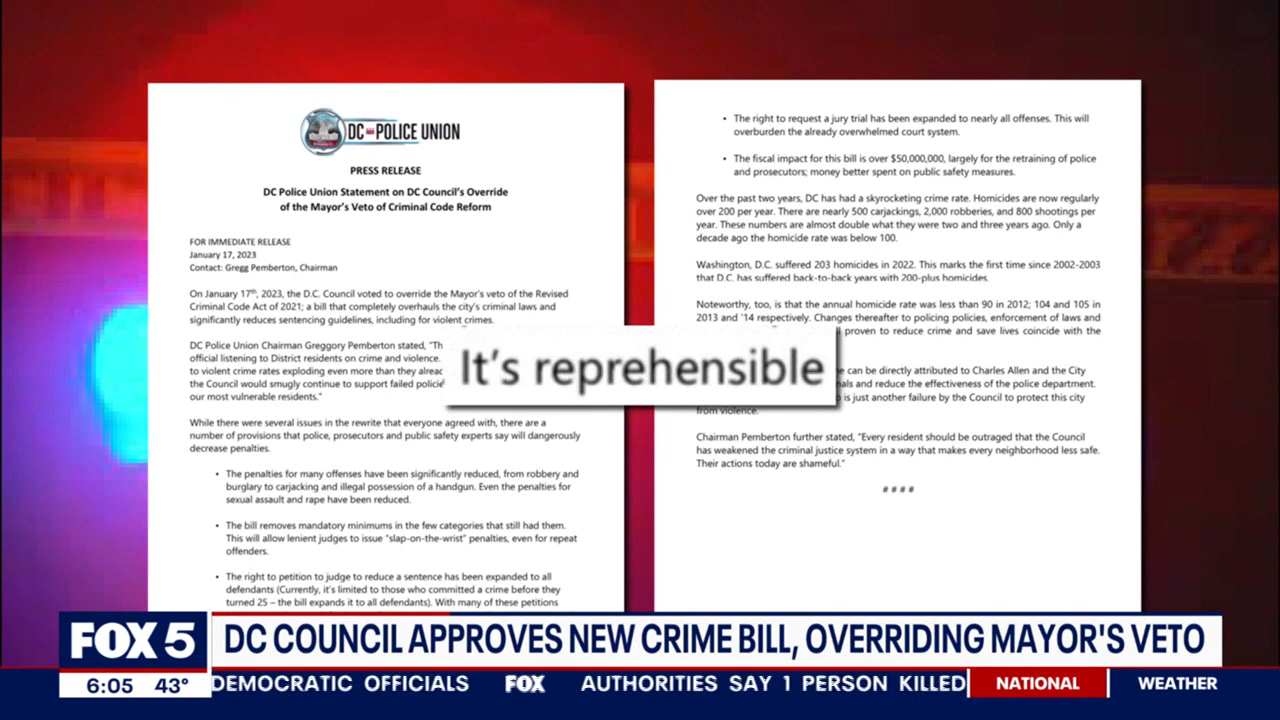 DC POLICE UNION
PRESS RELEASE
DC Police Union Statement on DC Council's Override
of the Mayor's Veto of Criminal Code Reform
FOR IMMEDIATE RELEASE
January 17, 2023
Contact: Gregg Pemberton, Chairman
On January 17th, 2023, the D.C. Council voted to override the Mayor's veto of the Revised
Criminal Code Act of 2021; a bill that completely overhauls the city's criminal laws and
significantly reduces sentencing guidelines, including for violent crimes.
DC Police Union Chairman Greggory Pemberton stated, "Th
official listening to District residents on crime and violence.
to violent crime rates exploding even more than they alread
the Council would smugly continue to support failed policie
our most vulnerable residents."
While there were several issues in the rewrite that everyone agreed with, there are a
number of provisions that police, prosecutors and public safety experts say will dangerously
decrease penalties.
• The penalties for many offenses have been significantly reduced, from robbery and
burglary to carjacking and illegal possession of a handgun. Even the penalties for
sexual assault and rape have been reduced.
• The bill removes mandatory minimums in the few categories that still had them.
This will allow lenient judges to issue "slap-on-the-wrist" penalties, even for repeat
offenders.
• The right to petition to judge to reduce a sentence has been expanded to all
defendants (Currently, it's limited to those who committed a crime before they
turned 25 – the bill expands it to all defendants). With many of these petitions
• The right to request a jury trial has been expanded to nearly all offenses. This will
overburden the already overwhelmed court system.
• The fiscal impact for this bill is over $50,000,000, largely for the retraining of police
and prosecutors; money better spent on public safety measures.
Over the past two years, DC has had a skyrocketing crime rate. Homicides are now regularly
over 200 per year. There are nearly 500 carjackings, 2,000 robberies, and 800 shootings per
year. These numbers are almost double what they were two and three years ago. Only a
decade ago the homicide rate was below 100.
Washington, D.C. suffered 203 homicides in 2022. This marks the first time since 2002-2003
that D.C. has suffered back-to-back years with 200-plus homicides.
Noteworthy, too, is that the annual homicide rate was less than 90 in 2012; 104 and 105 in
2013 and '14 respectively. Changes thereafter to policing policies, enforcement of laws and
proven to reduce crime and save lives coincide with the
e can be directly attributed to Charles Allen and the City
als and reduce the effectiveness of the police department.
is just another failure by the Council to protect this city
from violence.
Chairman Pemberton further stated, "Every resident should be outraged that the Council
has weakened the criminal justice system in a way that makes every neighborhood less safe.
Their actions today are shameful."
# # # #
It's reprehensible
FOX 5
DC COUNCIL APPROVES NEW CRIME BILL, OVERRIDING MAYOR'S VETO
6:05 43°
DEMOCRATIC OFFICIALS FOX AUTHORITIES SAY 1 PERSON KILLED
NATIONAL
WEATHER